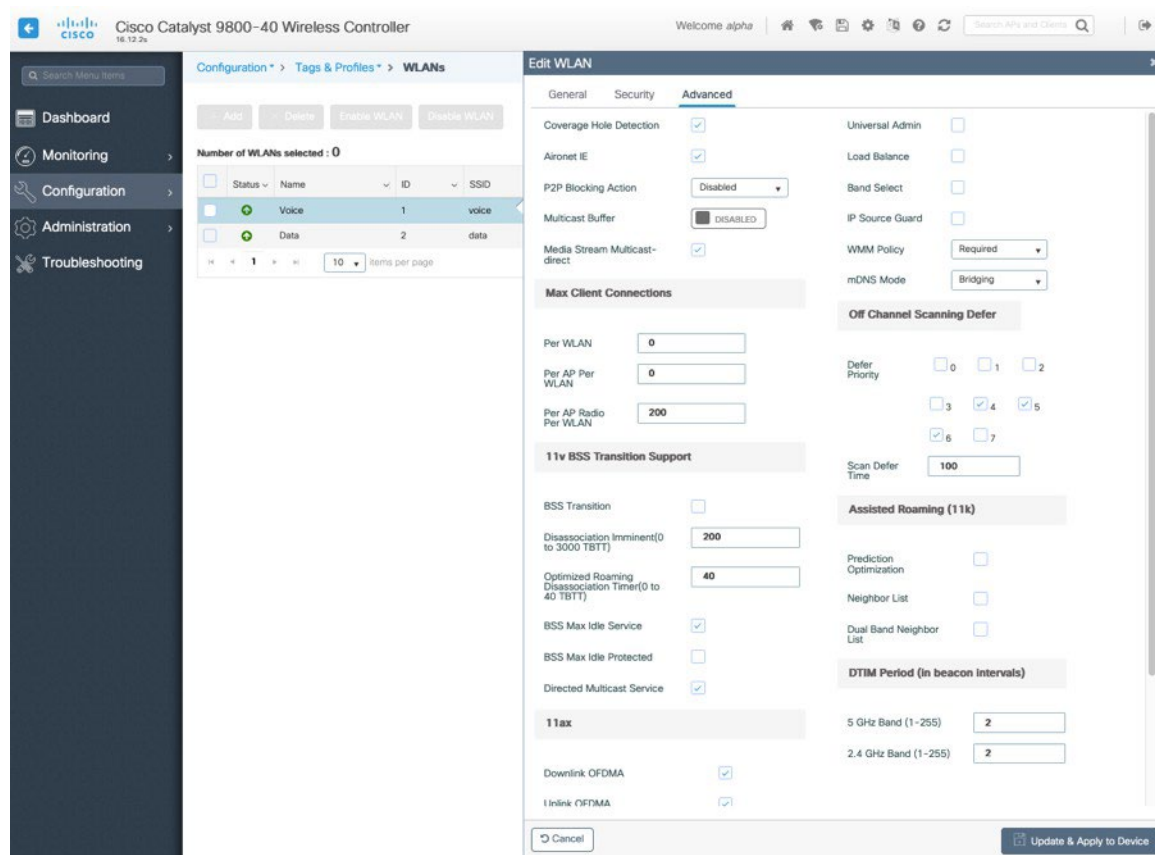 cisco
Cisco Catalyst 9800-40 Wireless Controller
16.12.2s
Welcome alpha
Search APs and Clients
Search Menu Items
Dashboard
Monitoring
Configuration
Administration
Troubleshooting
Configuration > Tags & Profiles > WLANs
Add
Delete
Enable WLAN
Disable WLAN
Number of WLANs selected : 0
Status Name ID SSID
Voice 1 voice
Data 2 data
1 10 items per page
Edit WLAN
General Security Advanced
Coverage Hole Detection
Aironet IE
P2P Blocking Action Disabled
Multicast Buffer DISABLED
Media Stream Multicast-
direct
Max Client Connections
Per WLAN 0
Per AP Per
WLAN 0
Per AP Radio
Per WLAN 200
11v BSS Transition Support
BSS Transition
Disassociation Imminent(0
to 3000 TBTT) 200
Optimized Roaming
Disassociation Timer(0 to
40 TBTT) 40
BSS Max Idle Service
BSS Max Idle Protected
Directed Multicast Service
11ax
Downlink OFDMA
Uplink OFDMA
Universal Admin
Load Balance
Band Select
IP Source Guard
WMM Policy Required
mDNS Mode Bridging
Off Channel Scanning Defer
Defer
Priority 0 1 2
3 4 5
6 7
Scan Defer
Time 100
Assisted Roaming (11k)
Prediction
Optimization
Neighbor List
Dual Band Neighbor
List
DTIM Period (in beacon intervals)
5 GHz Band (1-255) 2
2.4 GHz Band (1-255) 2
Cancel
Update & Apply to Device